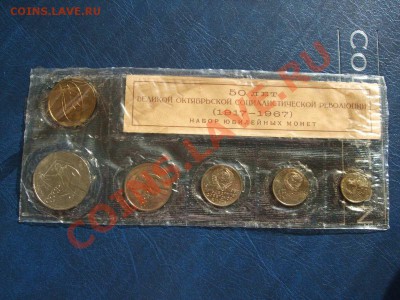 COINS.LAVE.RU
50 ЛЕТ
ВЕЛИКОЙ ОКТЯБРЬСКОЙ СОЦИАЛИСТИЧЕСКОЙ РЕВОЛЮЦИИ
(1917–1967)
НАБОР ЮБИЛЕЙНЫХ МОНЕТ
COINS.LAVE.RU